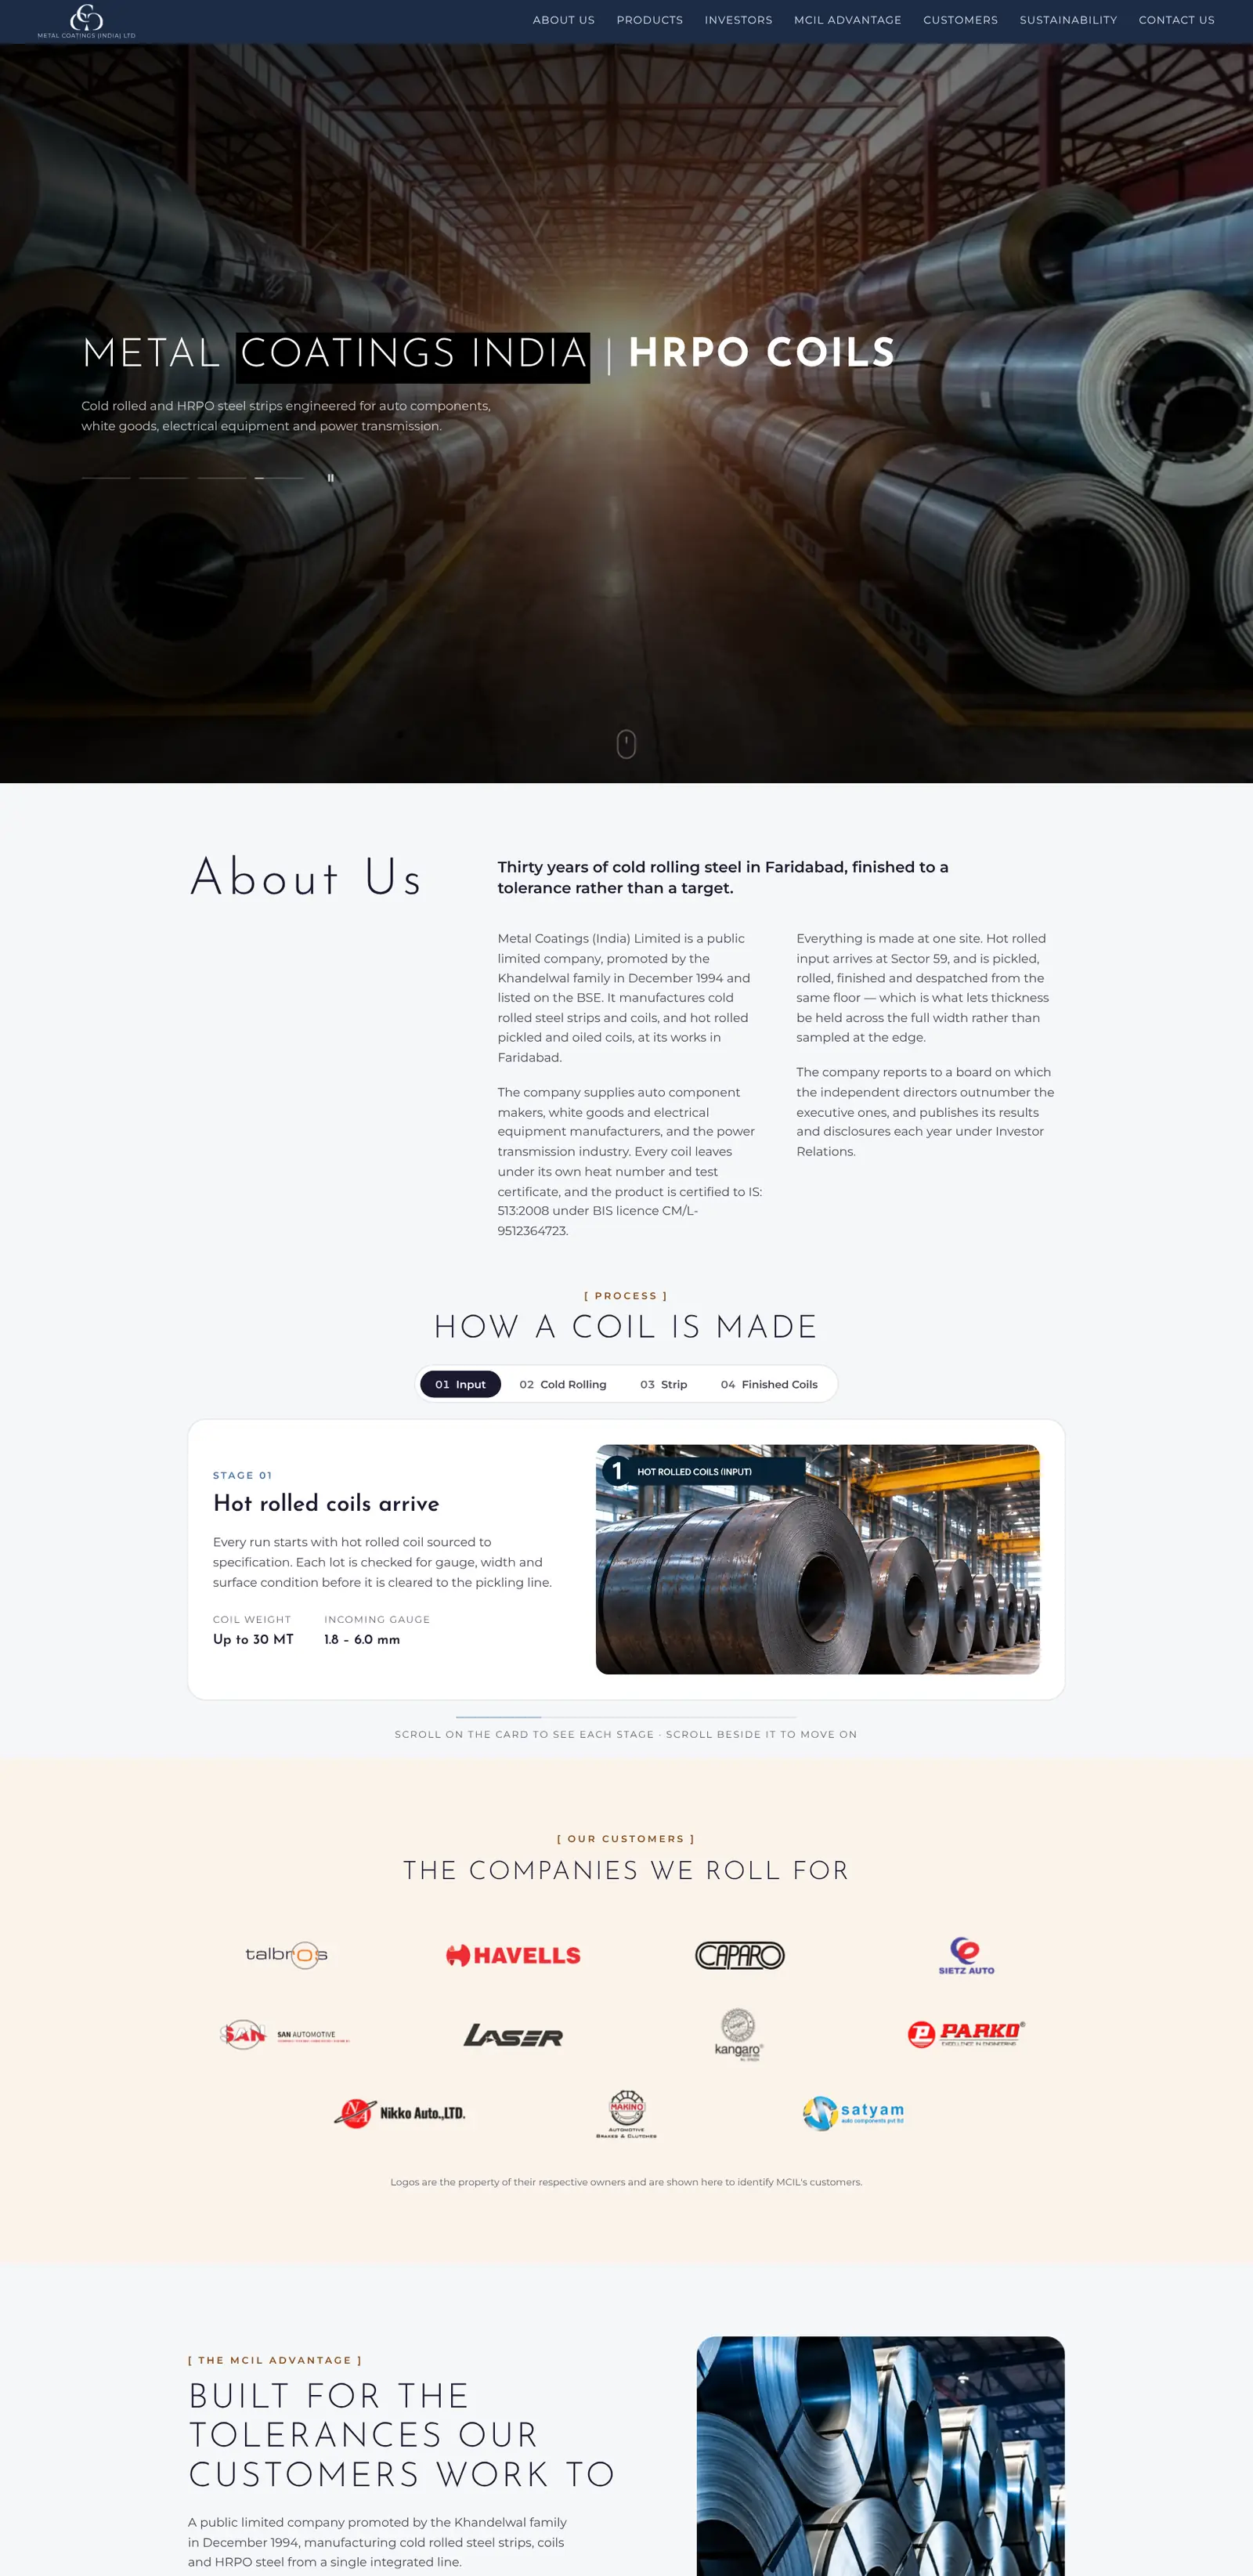 METAL COATINGS (INDIA) LTD
ABOUT US PRODUCTS INVESTORS MCIL ADVANTAGE CUSTOMERS SUSTAINABILITY CONTACT US
METAL COATINGS INDIA | HRPO COILS
Cold rolled and HRPO steel strips engineered for auto components,
white goods, electrical equipment and power transmission.
About Us
Thirty years of cold rolling steel in Faridabad, finished to a
tolerance rather than a target.
Metal Coatings (India) Limited is a public
limited company, promoted by the
Khandelwal family in December 1994 and
listed on the BSE. It manufactures cold
rolled steel strips and coils, and hot rolled
pickled and oiled coils, at its works in
Faridabad.
The company supplies auto component
makers, white goods and electrical
equipment manufacturers, and the power
transmission industry. Every coil leaves
under its own heat number and test
certificate, and the product is certified to IS:
513:2008 under BIS licence CM/L-
9512364723.
Everything is made at one site. Hot rolled
input arrives at Sector 59, and is pickled,
rolled, finished and despatched from the
same floor — which is what lets thickness
be held across the full width rather than
sampled at the edge.
The company reports to a board on which
the independent directors outnumber the
executive ones, and publishes its results
and disclosures each year under Investor
Relations.
[ PROCESS ]
HOW A COIL IS MADE
01 Input 02 Cold Rolling 03 Strip 04 Finished Coils
STAGE 01
Hot rolled coils arrive
Every run starts with hot rolled coil sourced to
specification. Each lot is checked for gauge, width and
surface condition before it is cleared to the pickling line.
COIL WEIGHT INCOMING GAUGE
Up to 30 MT 1.8 – 6.0 mm
1 HOT ROLLED COILS (INPUT)
SCROLL ON THE CARD TO SEE EACH STAGE · SCROLL BESIDE IT TO MOVE ON
[ OUR CUSTOMERS ]
THE COMPANIES WE ROLL FOR
talbros HAVELLS CAPARO SIETZ AUTO
SAN SAN AUTOMOTIVE LASER kangaro PARKO®
EXCELLENCE IN ENGINEERING
NA Nikko Auto.,LTD. MAKINO satyam
AUTOMOTIVE auto components pvt ltd
BRAKES & CLUTCHES
Logos are the property of their respective owners and are shown here to identify MCIL's customers.
[ THE MCIL ADVANTAGE ]
BUILT FOR THE
TOLERANCES OUR
CUSTOMERS WORK TO
A public limited company promoted by the Khandelwal family
in December 1994, manufacturing cold rolled steel strips, coils
and HRPO steel from a single integrated line.